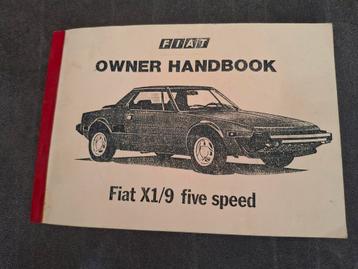 FIAT
OWNER HANDBOOK
Fiat X1/9 five speed